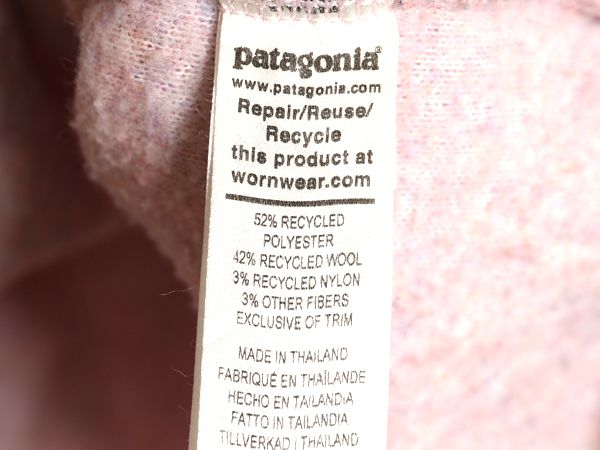 patagonia®
www.patagonia.com
Repair/Reuse/
Recycle
this product at
wornwear.com
52% RECYCLED
POLYESTER
42% RECYCLED WOOL
3% RECYCLED NYLON
3% OTHER FIBERS
EXCLUSIVE OF TRIM
MADE IN THAILAND
FABRIQUÉ EN THAÏLANDE
HECHO EN TAILANDIA
FATTO IN TAILANDIA
TILLVERKAD I THAILAND